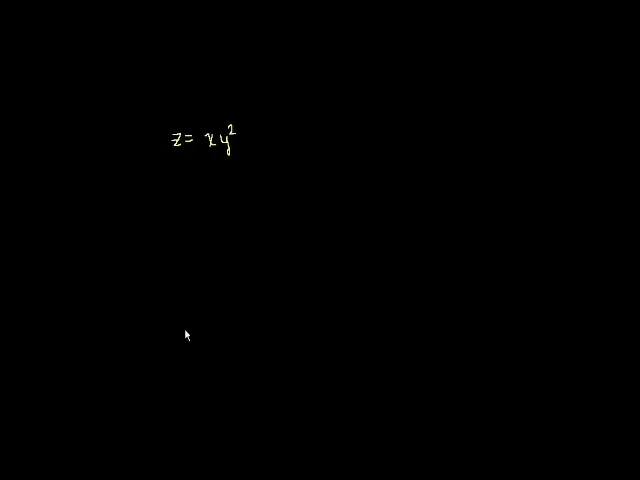 z = xy²